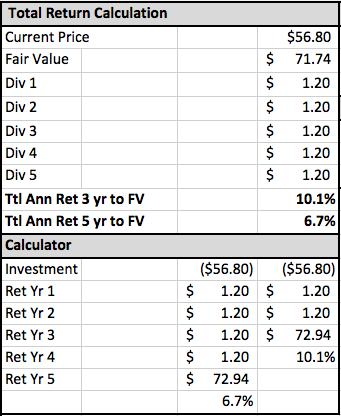 Total Return Calculation
Current Price $56.80
Fair Value $ 71.74
Div 1 $ 1.20
Div 2 $ 1.20
Div 3 $ 1.20
Div 4 $ 1.20
Div 5 $ 1.20
Ttl Ann Ret 3 yr to FV 10.1%
Ttl Ann Ret 5 yr to FV 6.7%
Calculator
Investment ($56.80) ($56.80)
Ret Yr 1 $ 1.20 $ 1.20
Ret Yr 2 $ 1.20 $ 1.20
Ret Yr 3 $ 1.20 $ 72.94
Ret Yr 4 $ 1.20 10.1%
Ret Yr 5 $ 72.94
6.7%